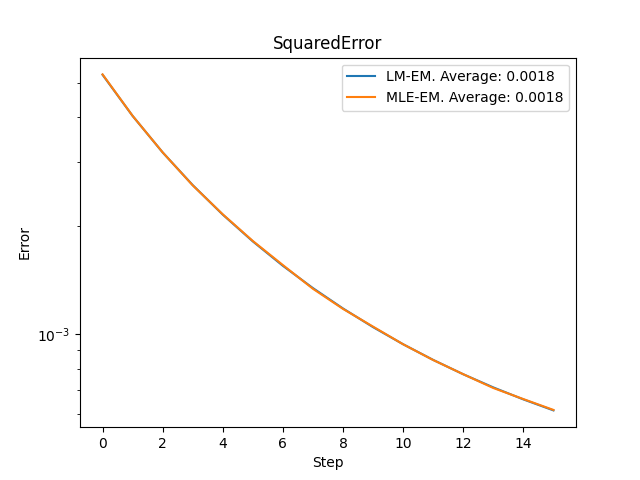 SquaredError
LM-EM. Average: 0.0018
MLE-EM. Average: 0.0018
Error
10⁻³
0 2 4 6 8 10 12 14
Step